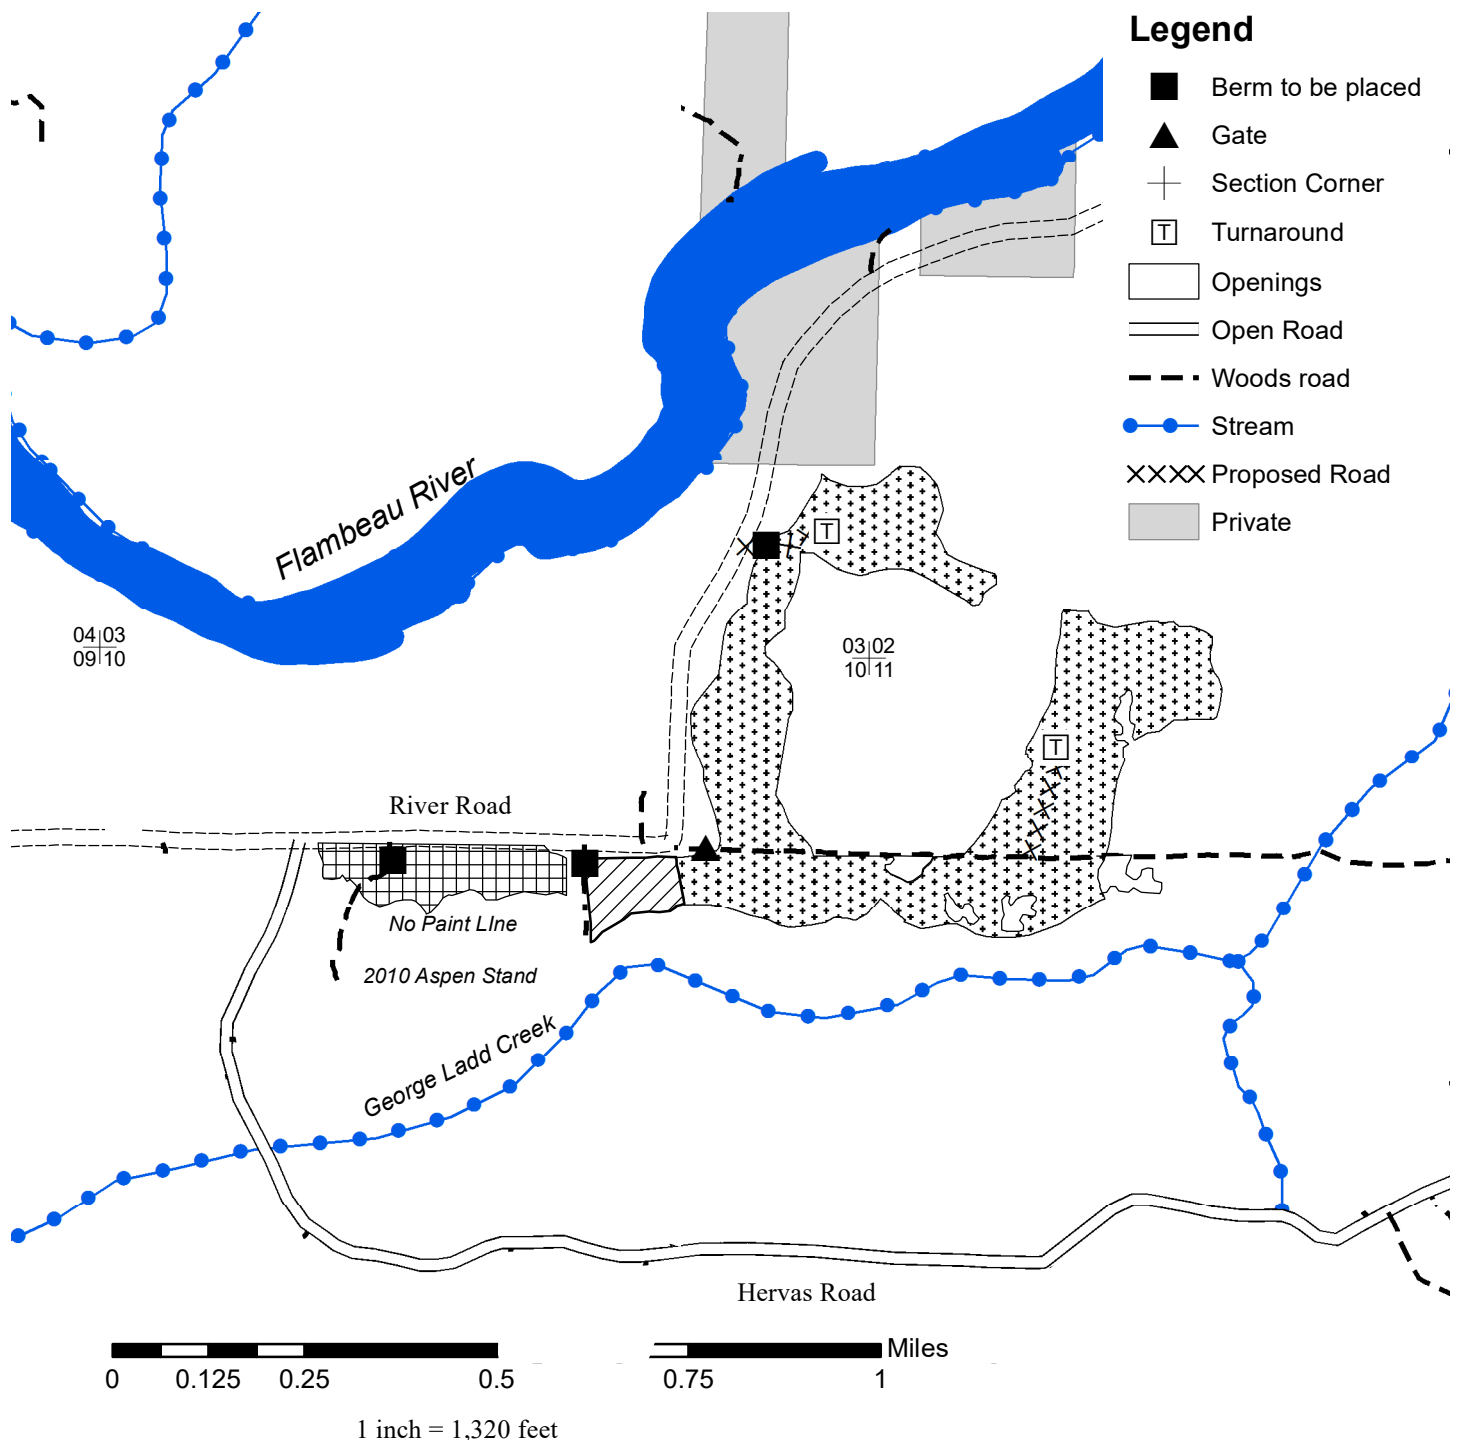 Legend
Berm to be placed
Gate
Section Corner
T Turnaround
Openings
Open Road
Woods road
Stream
Proposed Road
Private
Flambeau River
T
04 03
09 10
03 02
10 11
T
River Road
No Paint LIne
2010 Aspen Stand
George Ladd Creek
Hervas Road
Miles
0 0.125 0.25 0.5 0.75 1
1 inch = 1,320 feet